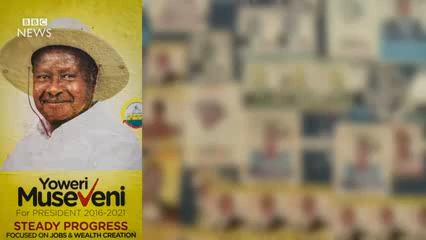 BBC
NEWS
Yoweri
Museveni
For PRESIDENT 2016-2021
STEADY PROGRESS
FOCUSED ON JOBS & WEALTH CREATION